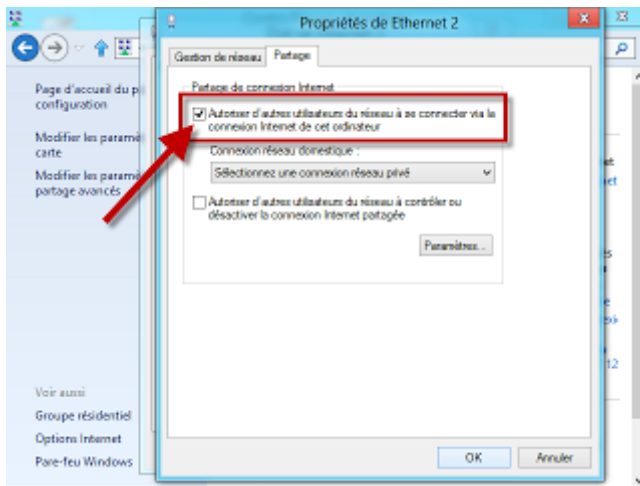 Propriétés de Ethernet 2
Gestion de réseau
Partage
Page d'accueil du p
configuration
Modifier les paramè
carte
Modifier les paramè
partage avancés
Partage de connexion Internet
Autoriser d'autres utilisateurs du réseau à se connecter via la
connexion Internet de cet ordinateur
Connexion réseau domestique :
Sélectionnez une connexion réseau privé
Autoriser d'autres utilisateurs du réseau à contrôler ou
désactiver la connexion Internet partagée
Paramètres...
et
12
Voir aussi
Groupe résidentiel
Options Internet
Pare-feu Windows
OK
Annuler